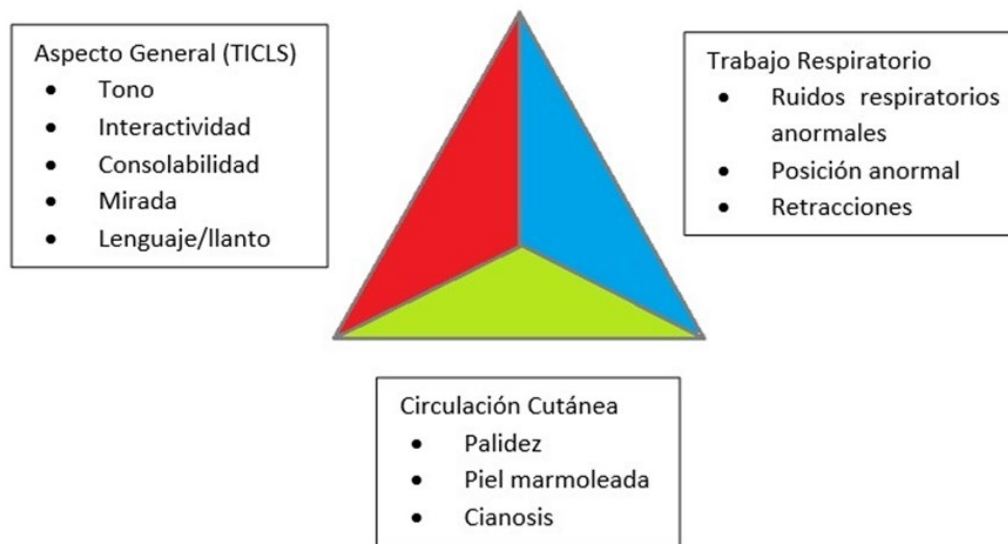 Aspecto General (TICLS)
• Tono
• Interactividad
• Consolabilidad
• Mirada
• Lenguaje/llanto
Trabajo Respiratorio
• Ruidos respiratorios
anormales
• Posición anormal
• Retracciones
Circulación Cutánea
• Palidez
• Piel marmoleada
• Cianosis